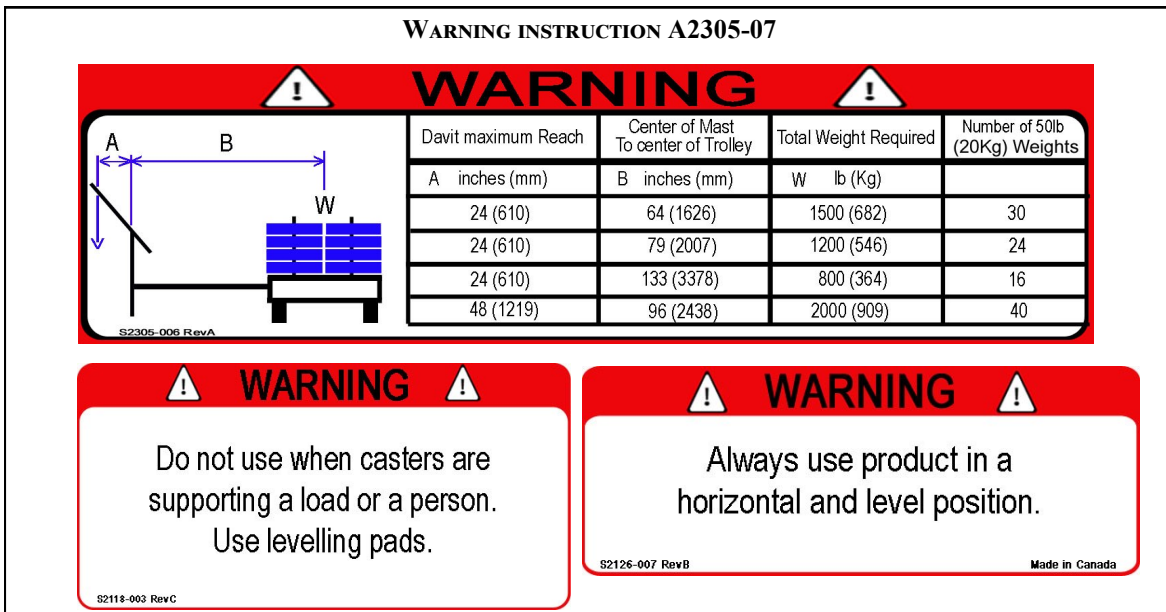 WARNING INSTRUCTION A2305-07
WARNING
A
B
W
S2305-006 RevA
Davit maximum Reach
Center of Mast
To center of Trolley
Total Weight Required
Number of 50lb
(20Kg) Weights
A inches (mm)
B inches (mm)
W lb (Kg)
24 (610)
64 (1626)
1500 (682)
30
24 (610)
79 (2007)
1200 (546)
24
24 (610)
133 (3378)
800 (364)
16
48 (1219)
96 (2438)
2000 (909)
40
WARNING
Do not use when casters are
supporting a load or a person.
Use levelling pads.
S2118-003 RevC
WARNING
Always use product in a
horizontal and level position.
S2126-007 RevB
Made in Canada